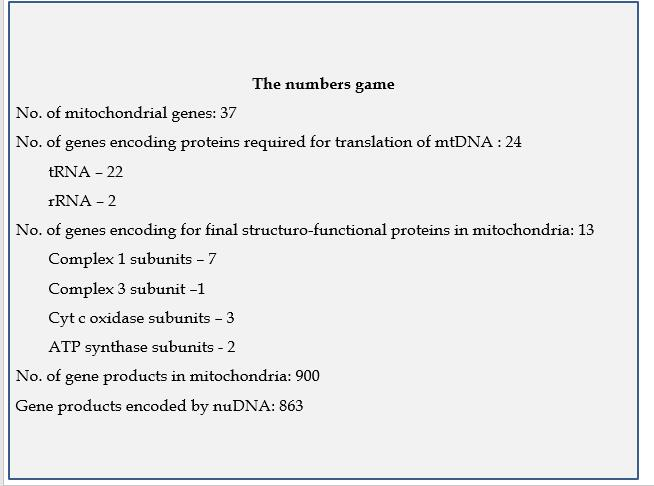 The numbers game
No. of mitochondrial genes: 37
No. of genes encoding proteins required for translation of mtDNA : 24
tRNA – 22
rRNA – 2
No. of genes encoding for final structuro-functional proteins in mitochondria: 13
Complex 1 subunits – 7
Complex 3 subunit –1
Cyt c oxidase subunits – 3
ATP synthase subunits - 2
No. of gene products in mitochondria: 900
Gene products encoded by nuDNA: 863